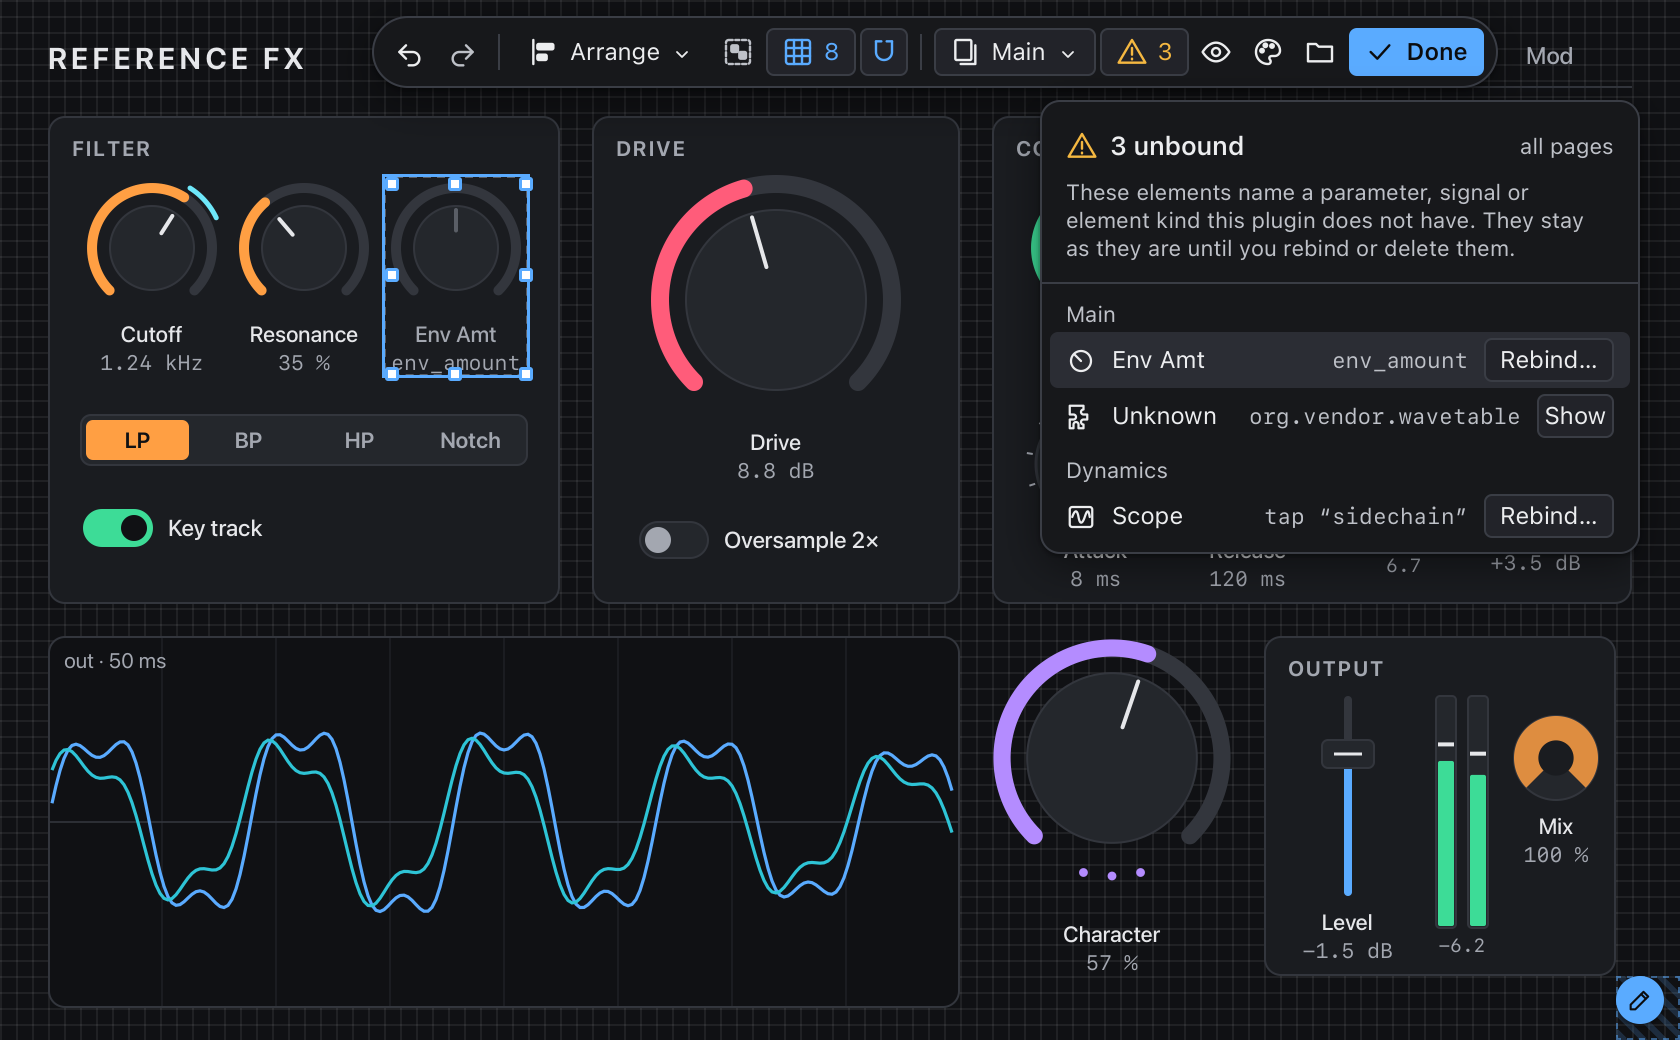 REFERENCE FX
Arrange
8
Main
3
Done
Mod
FILTER
Cutoff
1.24 kHz
Resonance
35 %
Env Amt
env_amount
LP
BP
HP
Notch
Key track
DRIVE
Drive
8.8 dB
Oversample 2×
3 unbound
all pages
These elements name a parameter, signal or
element kind this plugin does not have. They stay
as they are until you rebind or delete them.
Main
Env Amt
env_amount
Rebind...
Unknown
org.vendor.wavetable
Show
Dynamics
Scope
tap “sidechain”
Rebind...
Attack
8 ms
Release
120 ms
6.7
+3.5 dB
out · 50 ms
Character
57 %
OUTPUT
Level
−1.5 dB
−6.2
Mix
100 %